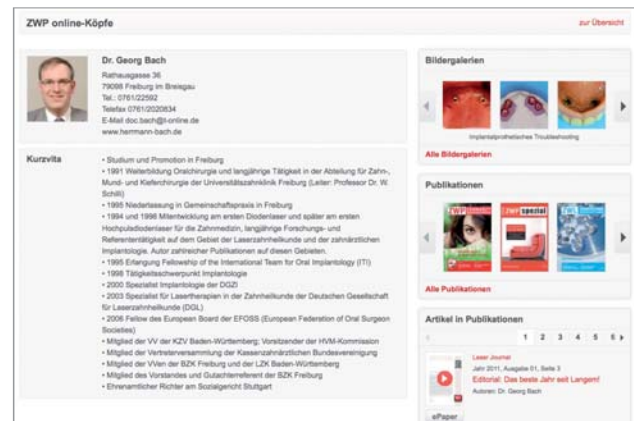 ZWP online-Köpfe
zur Übersicht
Dr. Georg Bach
Rathausgasse 36
79098 Freiburg im Breisgau
Tel.: 0761/22592
Telefax 0761/2020834
E-Mail doc.bach@t-online.de
www.herrmann-bach.de
Kurzvita
• Studium und Promotion in Freiburg
• 1991 Weiterbildung Oralchirurgie und langjährige Tätigkeit in der Abteilung für Zahn-,
Mund- und Kieferchirurgie der Universitätszahnklinik Freiburg (Leiter: Professor Dr. W.
Schilli)
• 1995 Niederlassung in Gemeinschaftspraxis in Freiburg
• 1994 und 1998 Mitentwicklung am ersten Diodenlaser und später am ersten
Hochpulsdiodenlaser für die Zahnmedizin, langjährige Forschungs- und
Referententätigkeit auf dem Gebiet der Laserzahnheilkunde und der zahnärztlichen
Implantologie. Autor zahlreicher Publikationen auf diesen Gebieten.
• 1995 Erlangung Fellowship of the International Team for Oral Implantology (ITI)
• 1998 Tätigkeitsschwerpunkt Implantologie
• 2000 Spezialist Implantologie der DGZI
• 2003 Spezialist für Lasertherapien in der Zahnheilkunde der Deutschen Gesellschaft
für Laserzahnheilkunde (DGL)
• 2006 Fellow des European Board der EFOSS (European Federation of Oral Surgeon
Societies)
• Mitglied der VV der KZV Baden-Württemberg; Vorsitzender der HVM-Kommission
• Mitglied der Vertreterversammlung der Kassenzahnärztlichen Bundesvereinigung
• Mitglied der VVen der BZK Freiburg und der LZK Baden-Württemberg
• Mitglied des Vorstandes und Gutachterreferent der BZK Freiburg
• Ehrenamtlicher Richter am Sozialgericht Stuttgart
Bildergalerien
Implantatprothetisches Troubleshooting
Alle Bildergalerien
Publikationen
ZWP spezial
Alle Publikationen
Artikel in Publikationen
1 2 3 4 5 6
Laser Journal
Jahr 2011, Ausgabe 01, Seite 3
Editorial: Das beste Jahr seit Langem!
Autoren: Dr. Georg Bach
ePaper